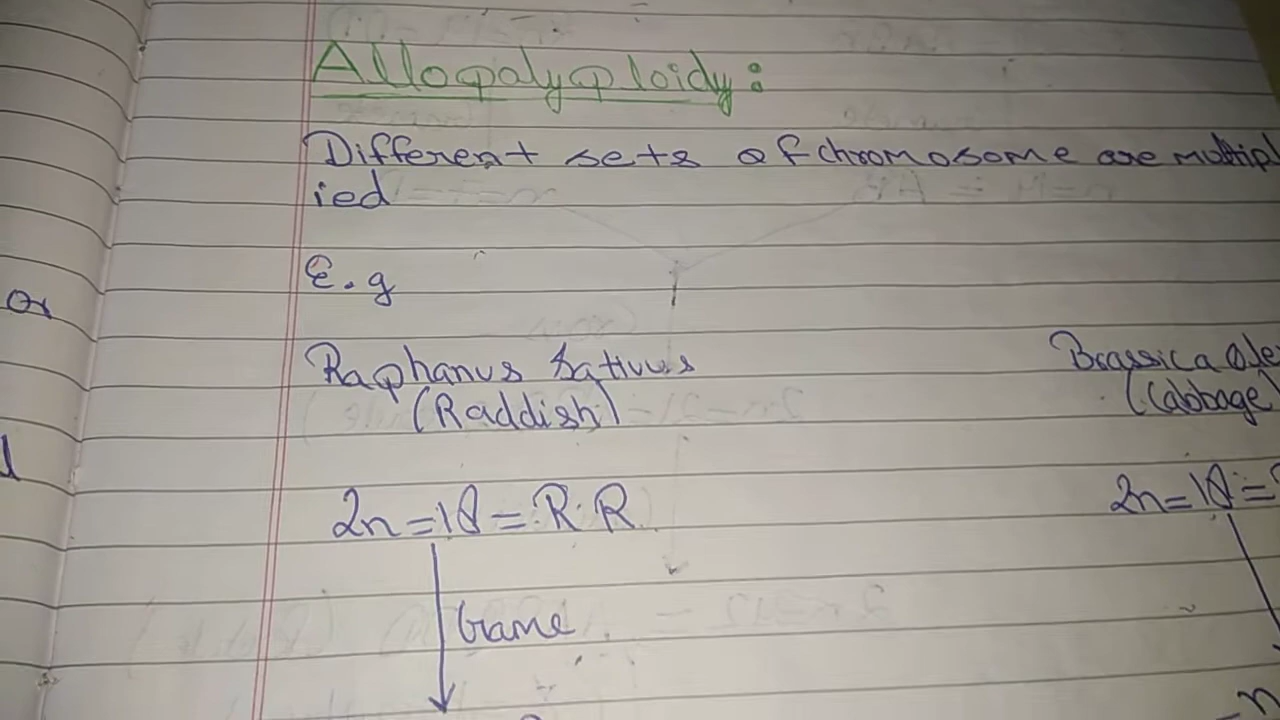 Allopolyploidy:
Different sets of chromosome are multipl
ied
or
E.g
Raphanus Sativus
(Raddish)
Brassica Ole
(Cabbage)
2n=18=R R
2n=18=
Game
n